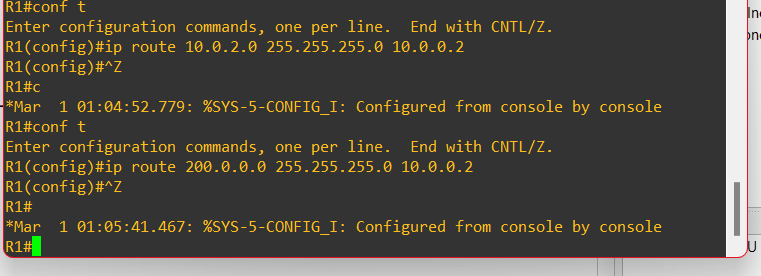 R1#conf t
Enter configuration commands, one per line.  End with CNTL/Z.
R1(config)#ip route 10.0.2.0 255.255.255.0 10.0.0.2
R1(config)#^Z
R1#c
*Mar  1 01:04:52.779: %SYS-5-CONFIG_I: Configured from console by console
R1#conf t
Enter configuration commands, one per line.  End with CNTL/Z.
R1(config)#ip route 200.0.0.0 255.255.255.0 10.0.0.2
R1(config)#^Z
R1#
*Mar  1 01:05:41.467: %SYS-5-CONFIG_I: Configured from console by console
R1#